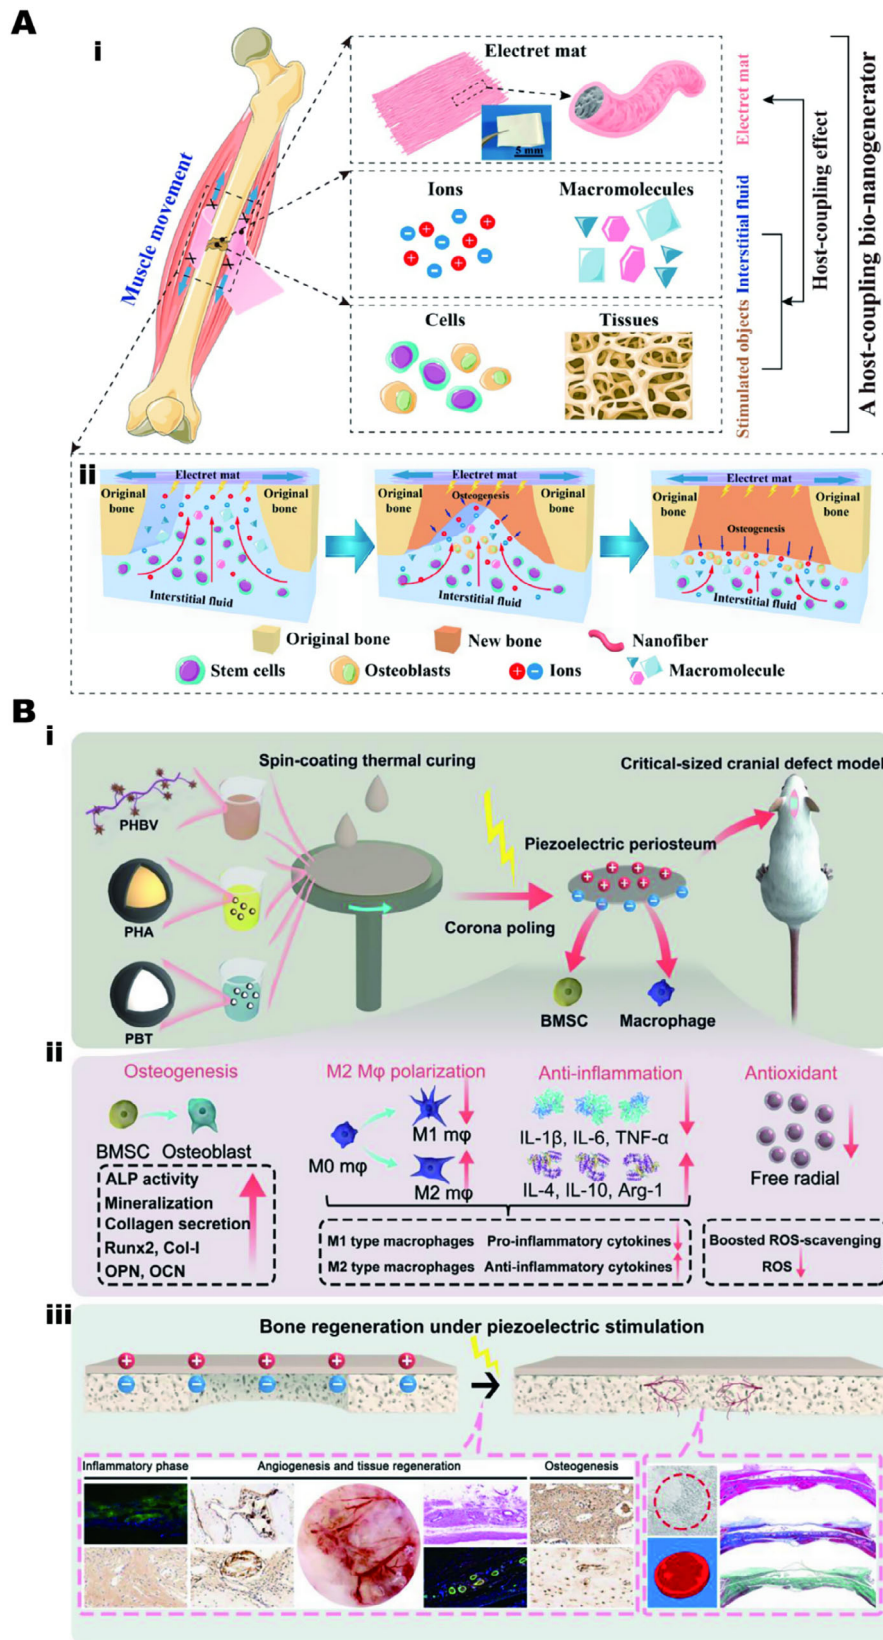 A
i
Electret mat
5 mm
Muscle movement
Ions
Macromolecules
Cells
Tissues
Electret mat
Interstitial fluid
Stimulated objects
Host-coupling effect
A host-coupling bio-nanogenerator
ii
Electret mat
Original
bone
Original
bone
Interstitial fluid
Electret mat
Original
bone
Osteogenesis
Original
bone
Interstitial fluid
Electret mat
Original
bone
Original
bone
Osteogenesis
Interstitial fluid
Original bone
New bone
Nanofiber
Stem cells
Osteoblasts
Ions
Macromolecule
B
i
Spin-coating thermal curing
Critical-sized cranial defect model
PHBV
Piezoelectric periosteum
PHA
Corona poling
PBT
BMSC
Macrophage
ii
Osteogenesis
M2 Mφ polarization
Anti-inflammation
Antioxidant
BMSC
Osteoblast
M0 mφ
M1 mφ
M2 mφ
IL-1β, IL-6, TNF-α
IL-4, IL-10, Arg-1
Free radial
ALP activity
Mineralization
Collagen secretion
Runx2, Col-I
OPN, OCN
M1 type macrophages Pro-inflammatory cytokines
M2 type macrophages Anti-inflammatory cytokines
Boosted ROS-scavenging
ROS
iii
Bone regeneration under piezoelectric stimulation
Inflammatory phase
Angiogenesis and tissue regeneration
Osteogenesis